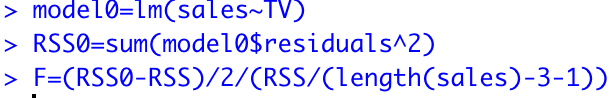 > model0=lm(sales~TV)
> RSS0=sum(model0$residuals^2)
> F=(RSS0-RSS)/2/(RSS/(length(sales)-3-1))